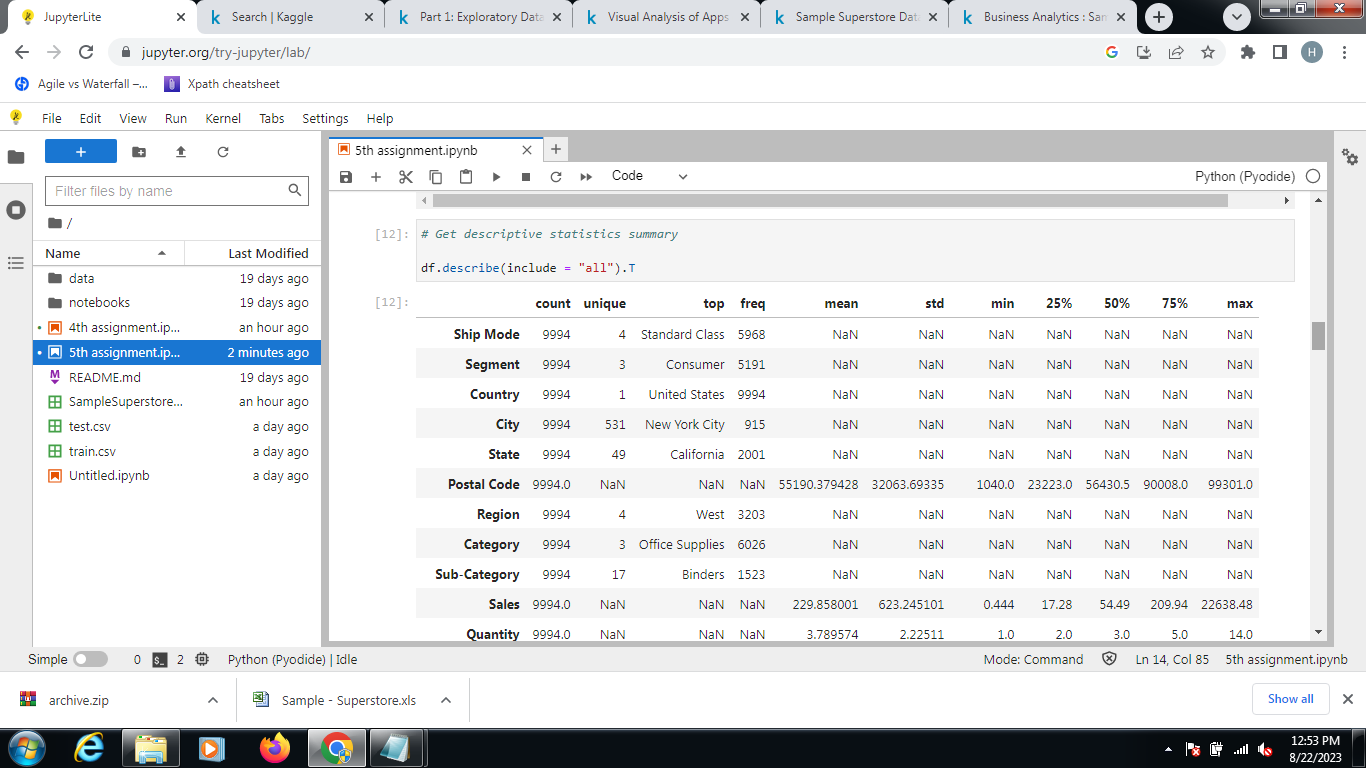 JupyterLite
Search | Kaggle
Part 1: Exploratory Data
Visual Analysis of Apps
Sample Superstore Data
Business Analytics : Sam
jupyter.org/try-jupyter/lab/
H
Agile vs Waterfall –...
Xpath cheatsheet
File Edit View Run Kernel Tabs Settings Help
5th assignment.ipynb
Filter files by name
Code
Python (Pyodide)
/
Name Last Modified
data 19 days ago
notebooks 19 days ago
4th assignment.ip... an hour ago
5th assignment.ip... 2 minutes ago
README.md 19 days ago
SampleSuperstore... an hour ago
test.csv a day ago
train.csv a day ago
Untitled.ipynb a day ago
[12]: # Get descriptive statistics summary
df.describe(include = "all").T
[12]: count unique top freq mean std min 25% 50% 75% max
Ship Mode 9994 4 Standard Class 5968 NaN NaN NaN NaN NaN NaN NaN
Segment 9994 3 Consumer 5191 NaN NaN NaN NaN NaN NaN NaN
Country 9994 1 United States 9994 NaN NaN NaN NaN NaN NaN NaN
City 9994 531 New York City 915 NaN NaN NaN NaN NaN NaN NaN
State 9994 49 California 2001 NaN NaN NaN NaN NaN NaN NaN
Postal Code 9994.0 NaN NaN NaN 55190.379428 32063.69335 1040.0 23223.0 56430.5 90008.0 99301.0
Region 9994 4 West 3203 NaN NaN NaN NaN NaN NaN NaN
Category 9994 3 Office Supplies 6026 NaN NaN NaN NaN NaN NaN NaN
Sub-Category 9994 17 Binders 1523 NaN NaN NaN NaN NaN NaN NaN
Sales 9994.0 NaN NaN NaN 229.858001 623.245101 0.444 17.28 54.49 209.94 22638.48
Quantity 9994.0 NaN NaN NaN 3.789574 2.22511 1.0 2.0 3.0 5.0 14.0
Simple 0 2 Python (Pyodide) | Idle Mode: Command Ln 14, Col 85 5th assignment.ipynb
archive.zip
Sample - Superstore.xls
Show all
12:53 PM
8/22/2023